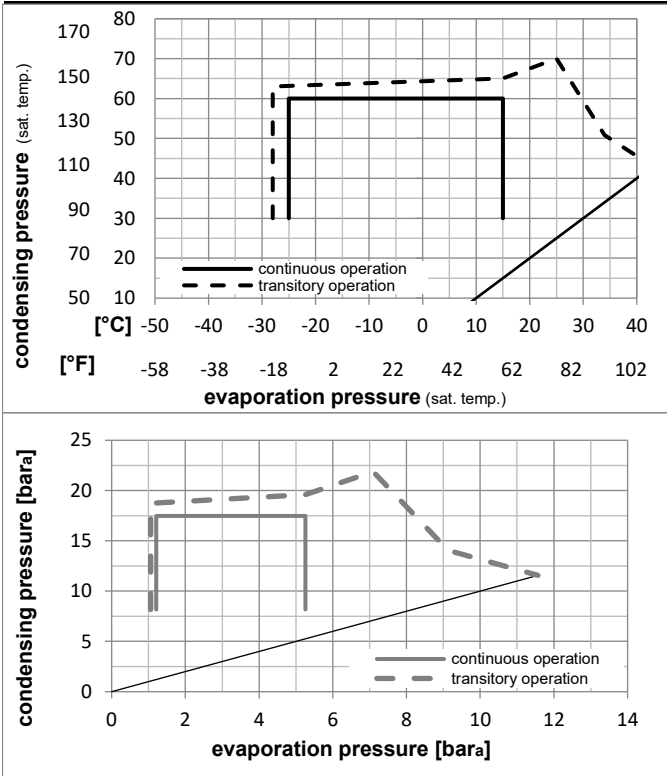 condensing pressure (sat. temp.)
170 80
150 70
60
130 50
110 40
90 30
70 20
50 10
continuous operation
transitory operation
[°C] -50 -40 -30 -20 -10 0 10 20 30 40
[°F] -58 -38 -18 2 22 42 62 82 102
evaporation pressure (sat. temp.)
condensing pressure [bara]
25
20
15
10
5
0
continuous operation
transitory operation
0 2 4 6 8 10 12 14
evaporation pressure [bara]